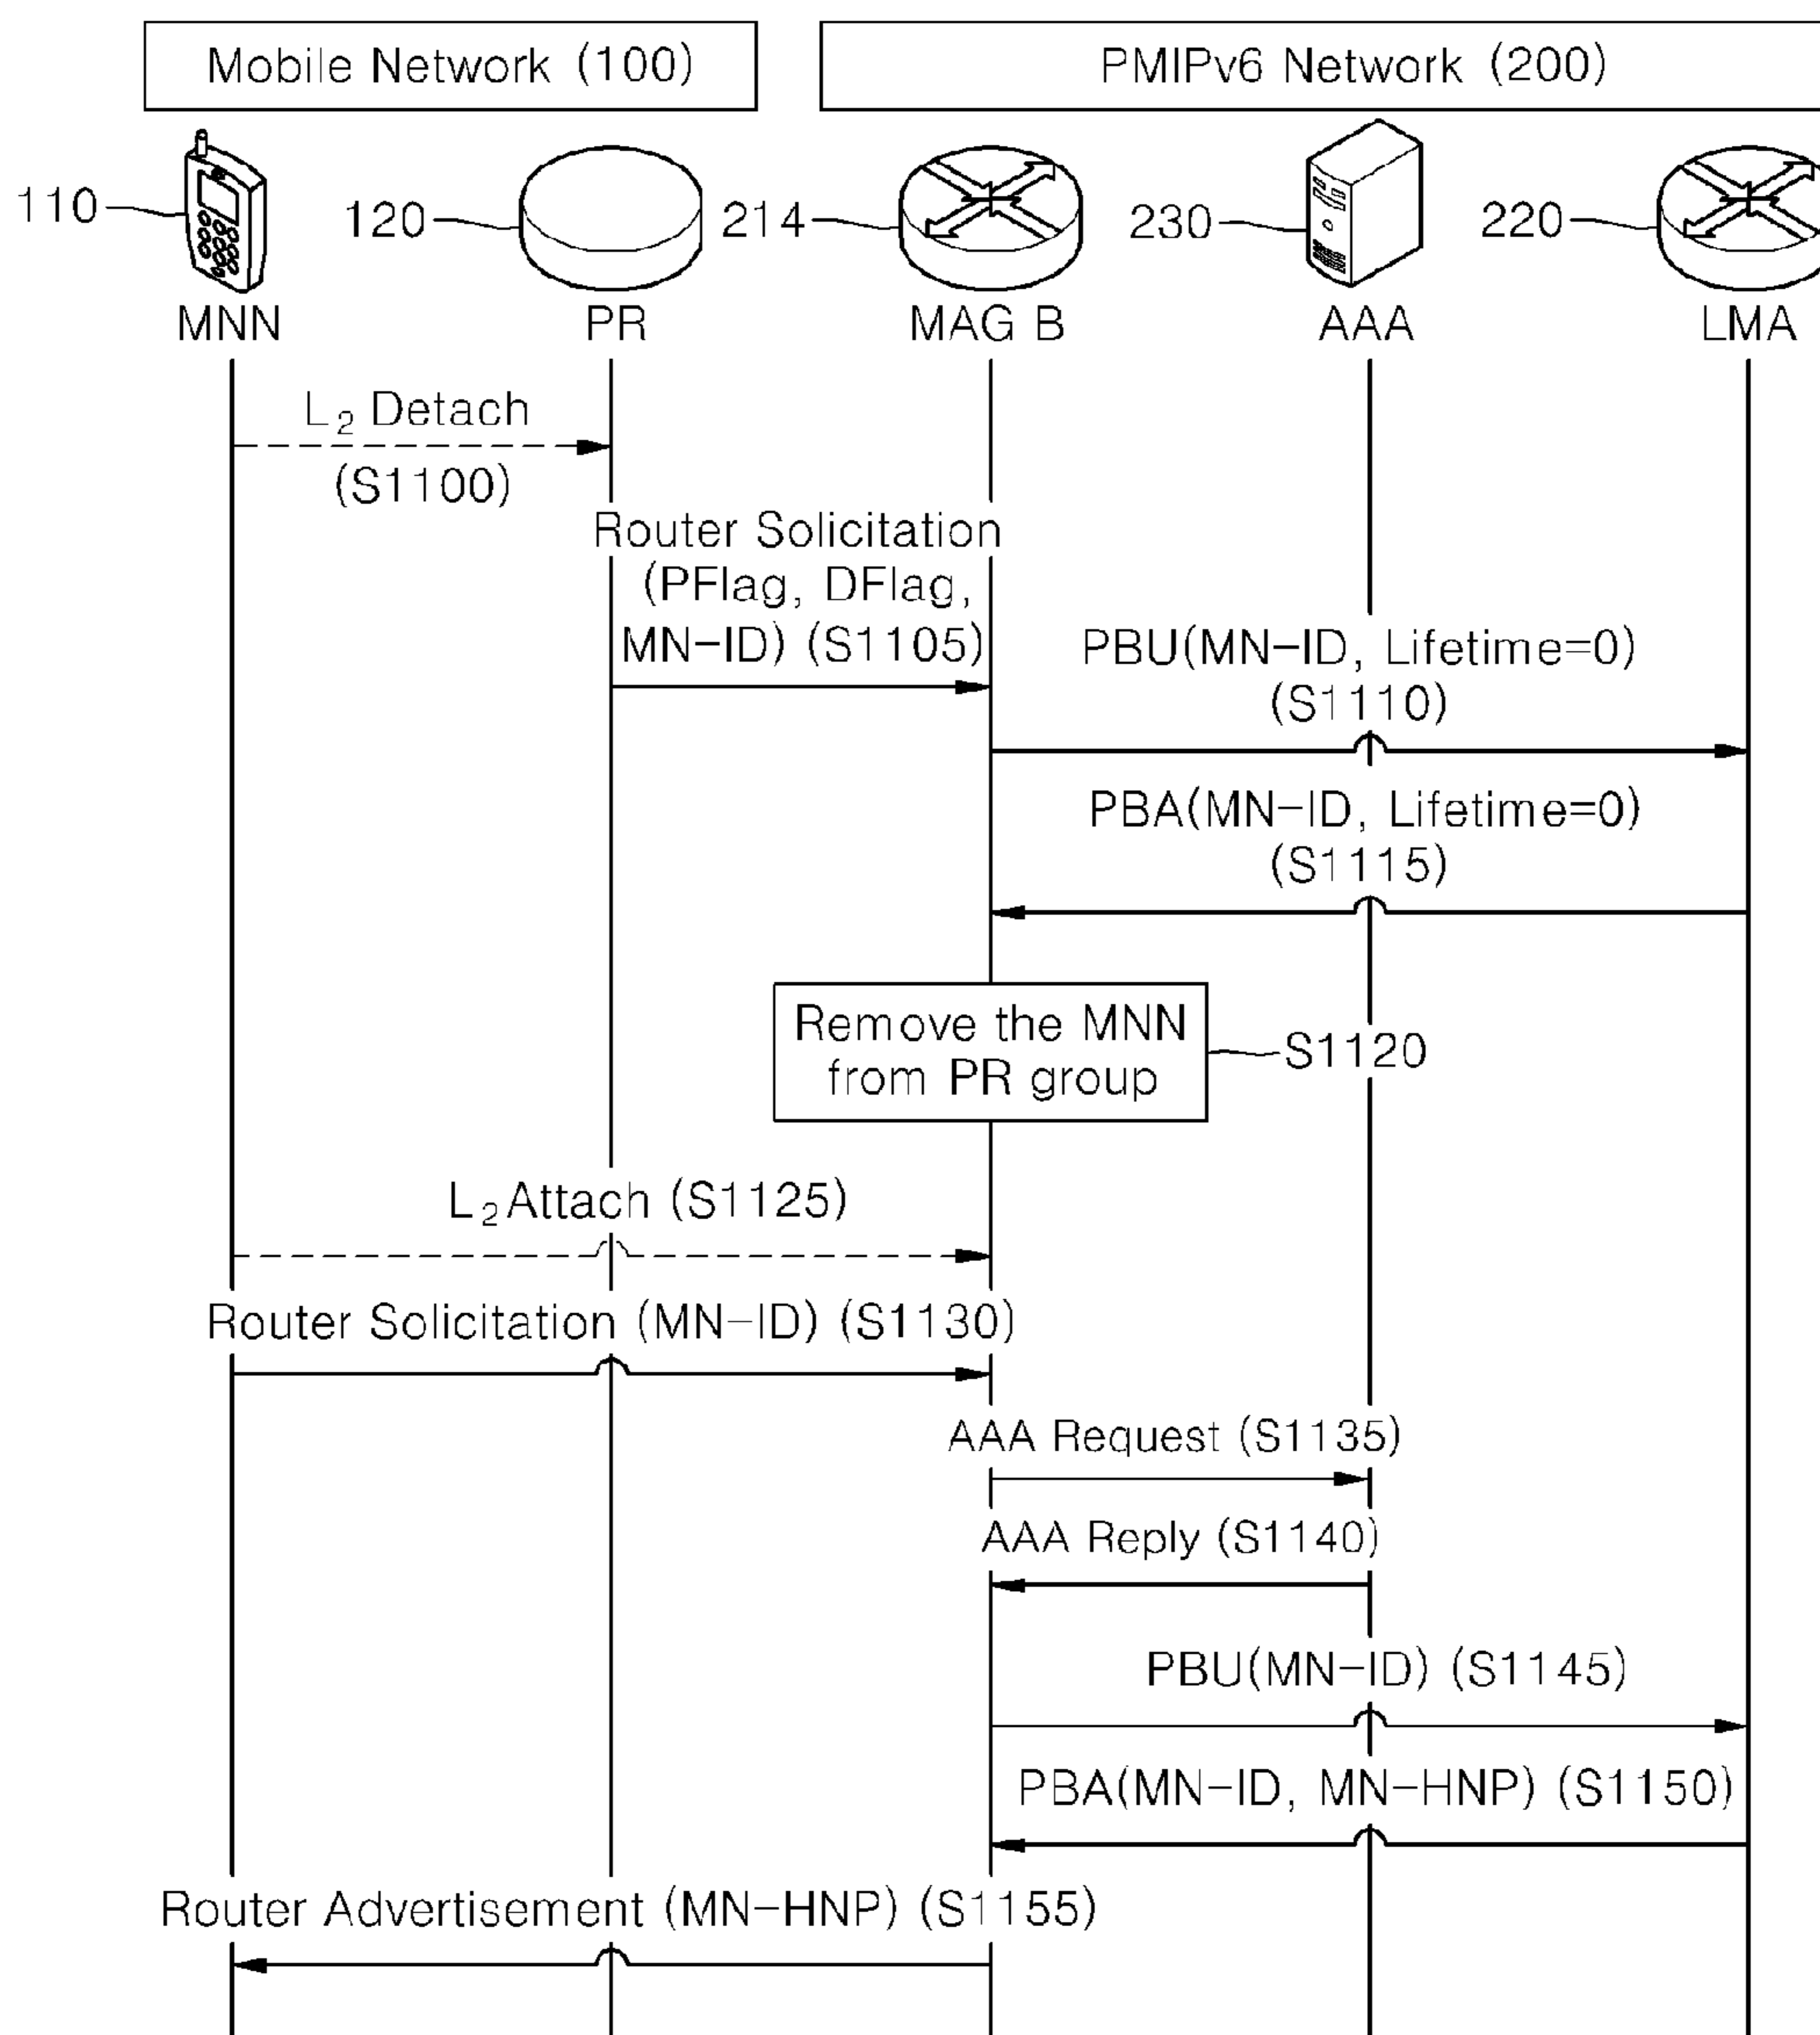 Mobile Network (100)
PMIPv6 Network (200)
110
120
214
230
220
MNN
PR
MAG B
AAA
LMA
L2 Detach
(S1100)
Router Solicitation
(PFlag, DFlag,
MN-ID) (S1105)
PBU(MN-ID, Lifetime=0)
(S1110)
PBA(MN-ID, Lifetime=0)
(S1115)
Remove the MNN
from PR group
S1120
L2 Attach (S1125)
Router Solicitation (MN-ID) (S1130)
AAA Request (S1135)
AAA Reply (S1140)
PBU(MN-ID) (S1145)
PBA(MN-ID, MN-HNP) (S1150)
Router Advertisement (MN-HNP) (S1155)